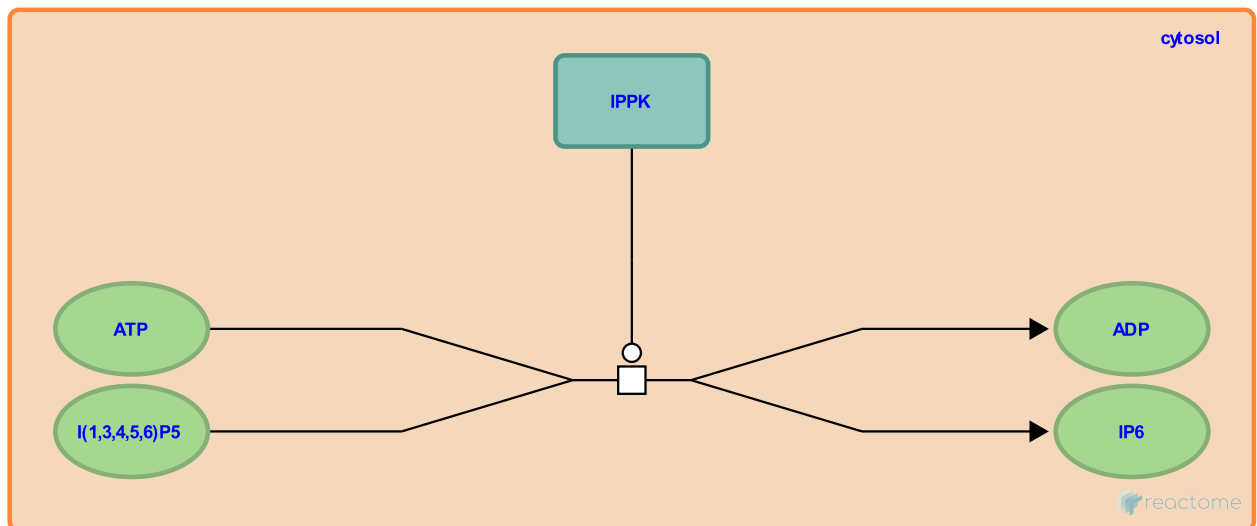 cytosol
IPPK
ATP
ADP
I(1,3,4,5,6)P5
IP6
reactome